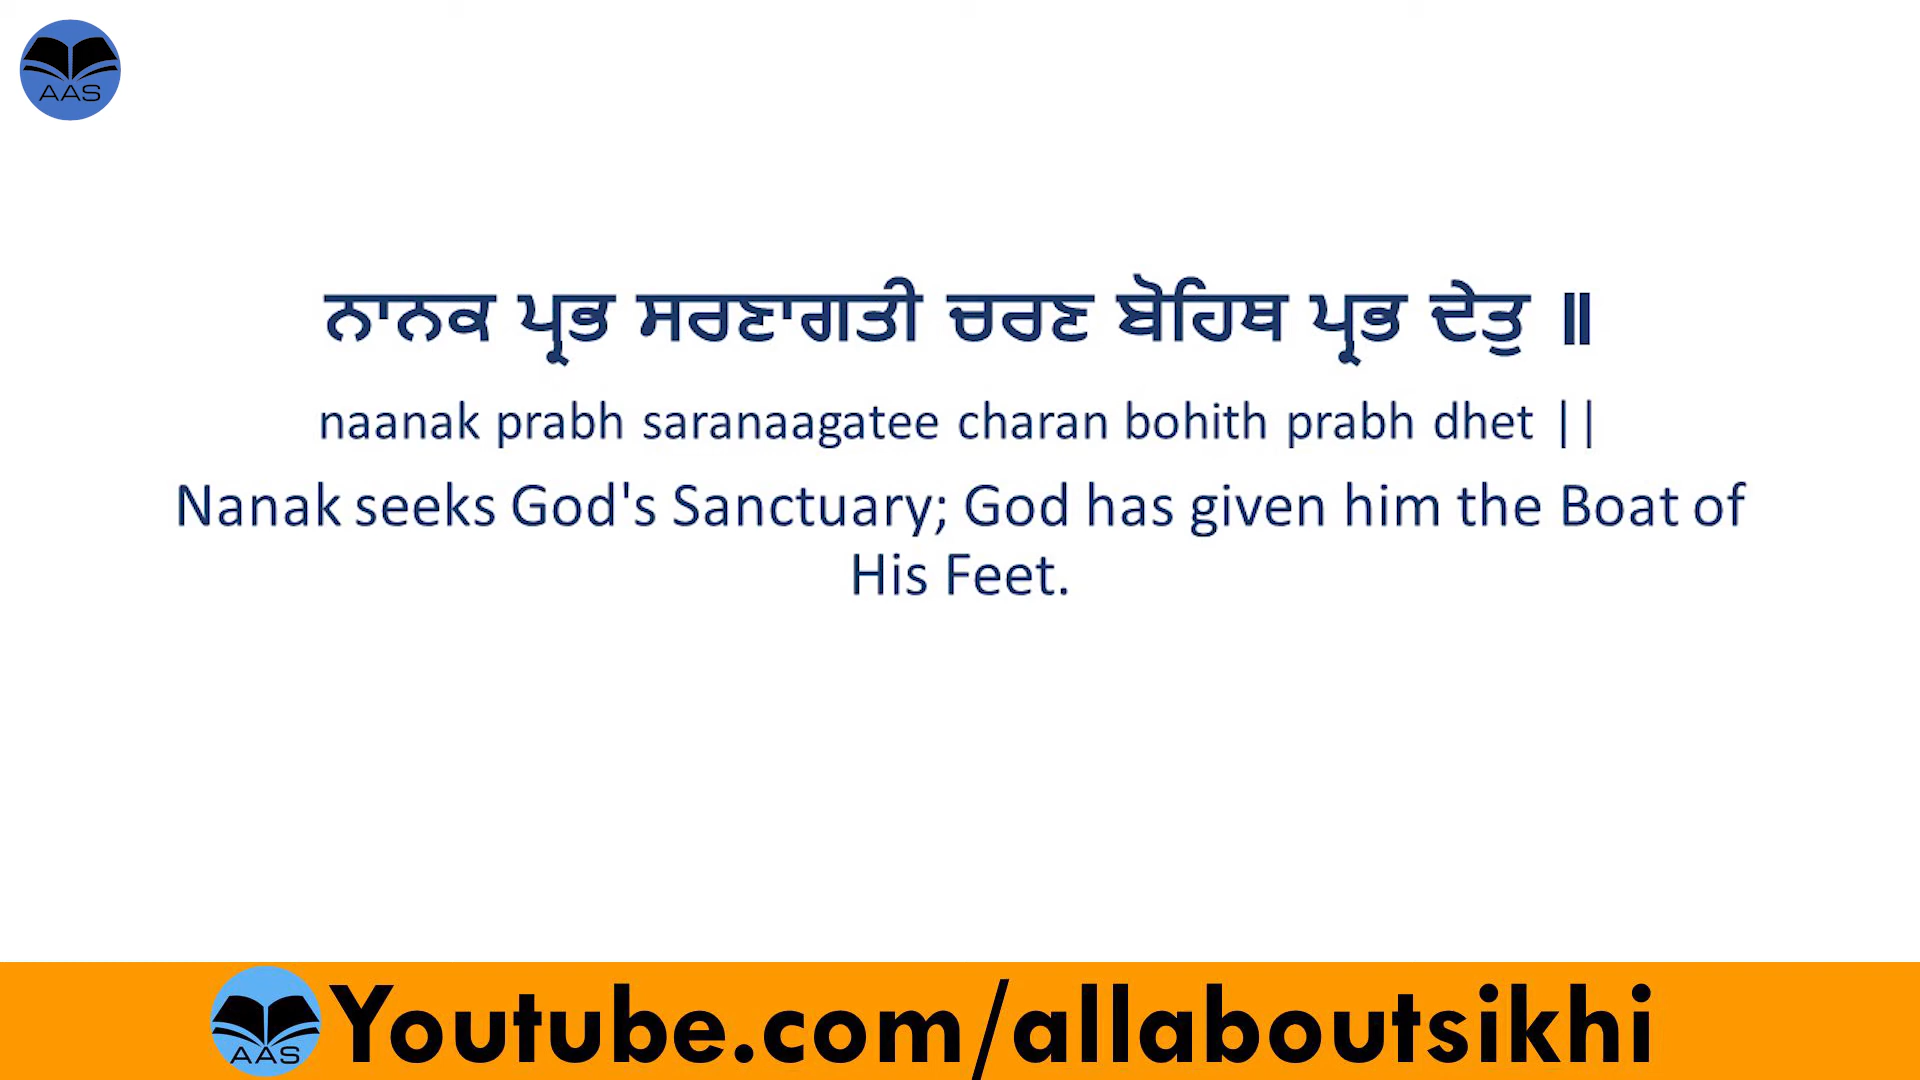 AAS
ਨਾਨਕ ਪ੍ਰਭ ਸਰਣਾਗਤੀ ਚਰਣ ਬੋਹਿਥ ਪ੍ਰਭ ਦੇਤੁ ॥
naanak prabh saranaagatee charan bohith prabh dhet ||
Nanak seeks God's Sanctuary; God has given him the Boat of
His Feet.
AAS
Youtube.com/allaboutsikhi